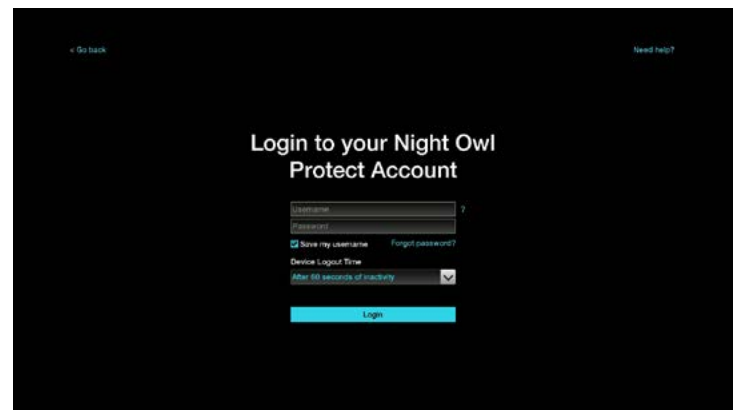 < Go back
Need help?
Login to your Night Owl
Protect Account
Username
?
Password
Save my username
Forgot password?
Device Logout Time
After 60 seconds of inactivity
Login